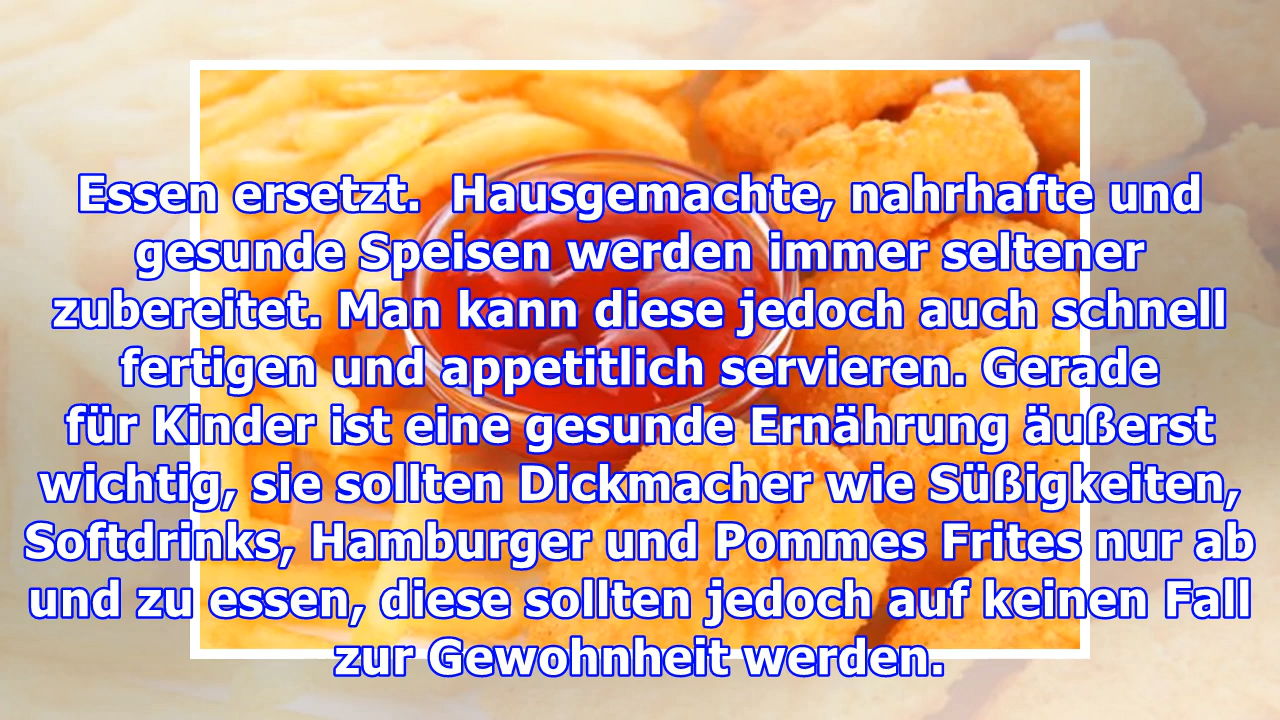 Essen ersetzt.  Hausgemachte, nahrhafte und
gesunde Speisen werden immer seltener
zubereitet. Man kann diese jedoch auch schnell
fertigen und appetitlich servieren. Gerade
für Kinder ist eine gesunde Ernährung äußerst
wichtig, sie sollten Dickmacher wie Süßigkeiten,
Softdrinks, Hamburger und Pommes Frites nur ab
und zu essen, diese sollten jedoch auf keinen Fall
zur Gewohnheit werden.